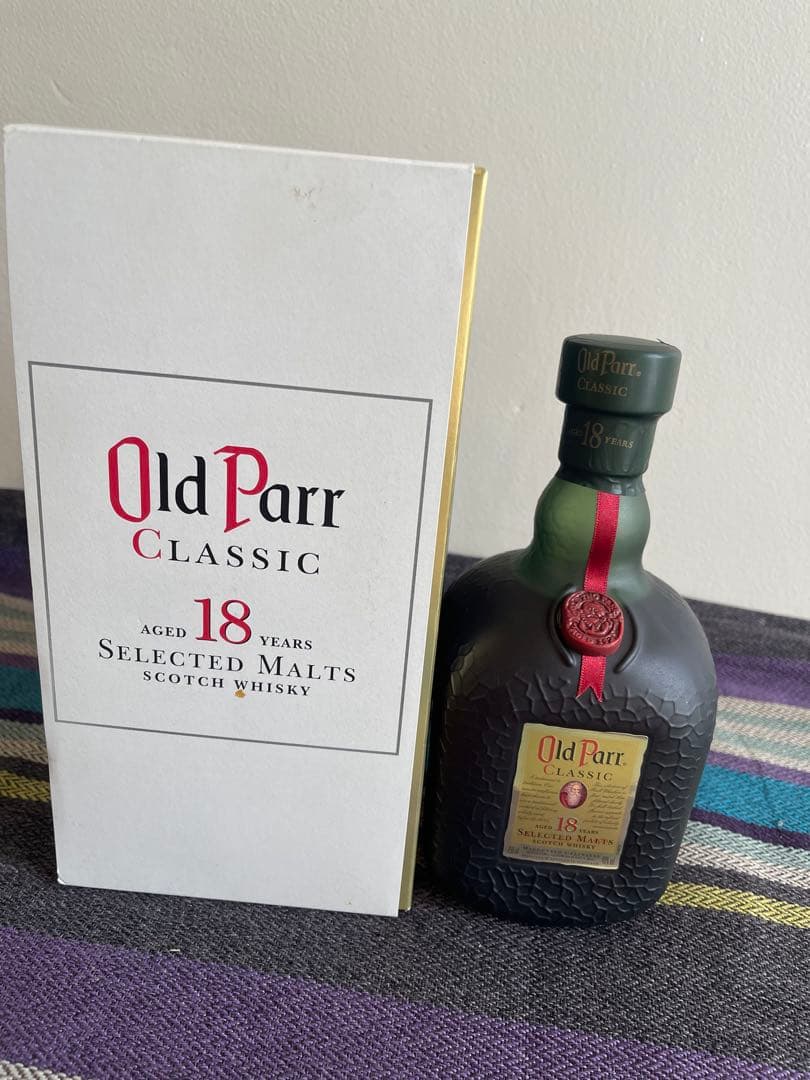 Old Parr
CLASSIC
AGED 18 YEARS
SELECTED MALTS
SCOTCH WHISKY
Old Parr
CLASSIC
AGED 18 YEARS
Old Parr
CLASSIC
AGED 18 YEARS
SELECTED MALTS
SCOTCH WHISKY